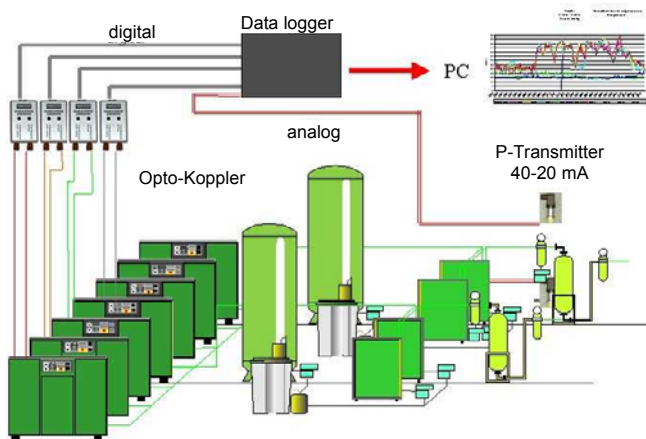 digital
Data logger
PC
analog
P-Transmitter
40-20 mA
Opto-Koppler